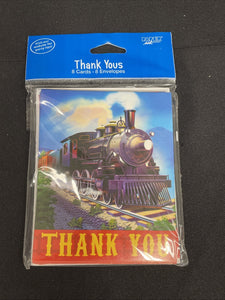 Thank Yous
8 Cards • 8 Envelopes
THANK YOU